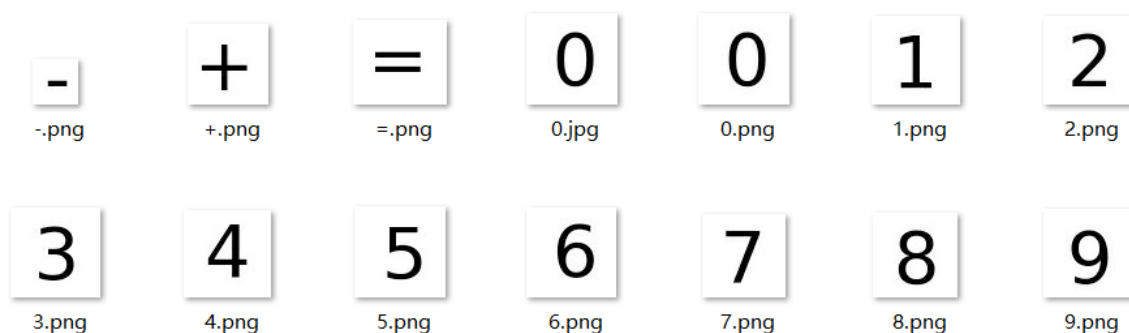 - + = 0 0 1 2
-.png +.png =.png 0.jpg 0.png 1.png 2.png
3 4 5 6 7 8 9
3.png 4.png 5.png 6.png 7.png 8.png 9.png